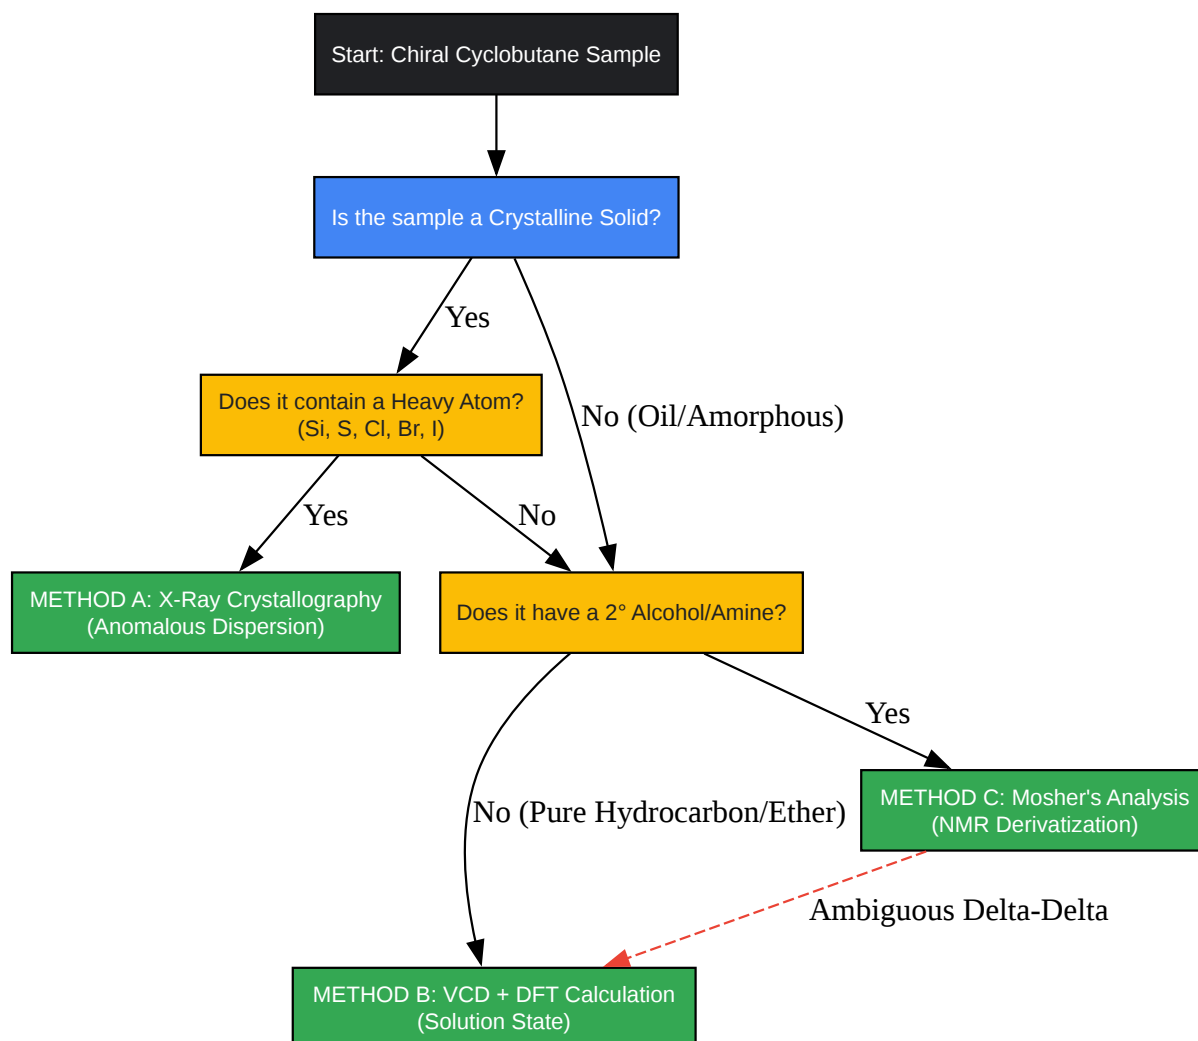 Start: Chiral Cyclobutane Sample
Is the sample a Crystalline Solid?
Yes
Does it contain a Heavy Atom?
(Si, S, Cl, Br, I)
No (Oil/Amorphous)
Yes
No
METHOD A: X-Ray Crystallography
(Anomalous Dispersion)
Does it have a 2° Alcohol/Amine?
Yes
METHOD C: Mosher's Analysis
(NMR Derivatization)
No (Pure Hydrocarbon/Ether)
Ambiguous Delta-Delta
METHOD B: VCD + DFT Calculation
(Solution State)